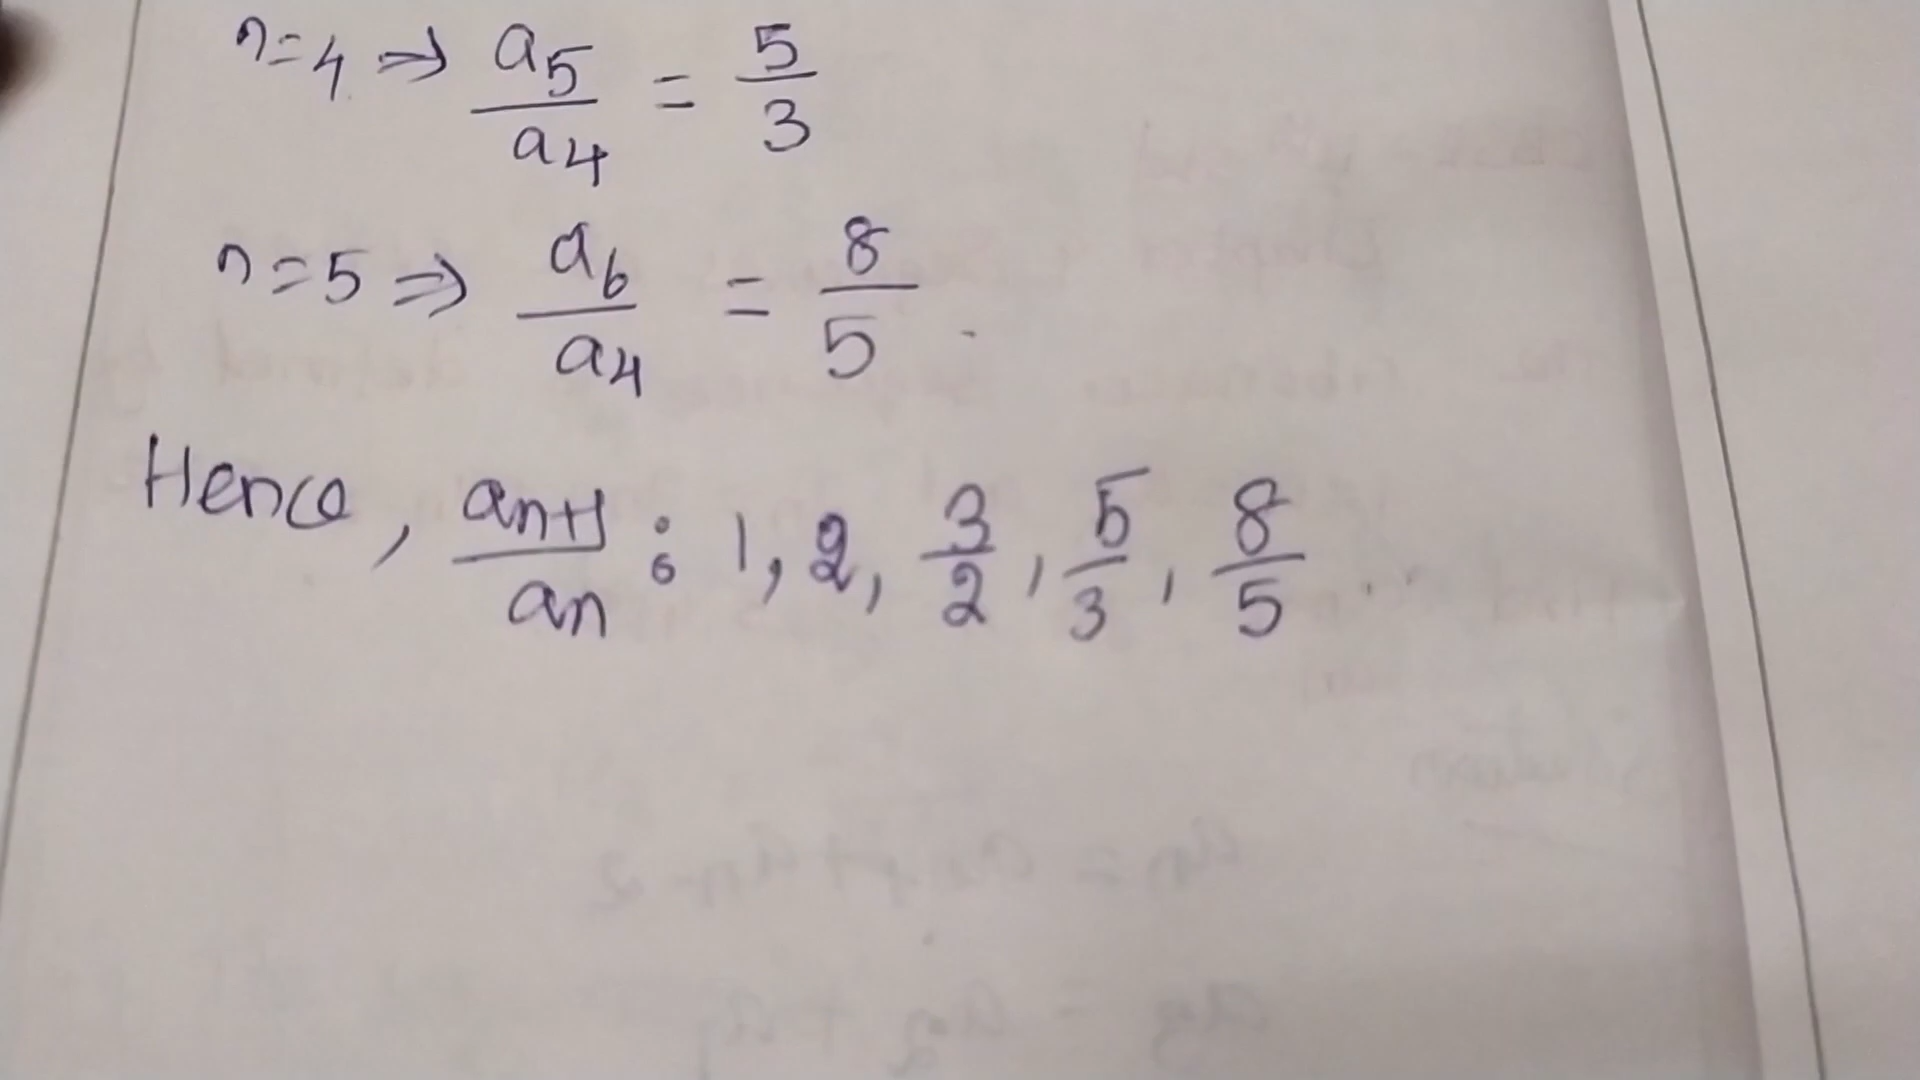 n=4 ⇒ a5/a4 = 5/3
n=5 ⇒ a6/a4 = 8/5.
Hence, an+1/an : 1, 2, 3/2, 5/3, 8/5.